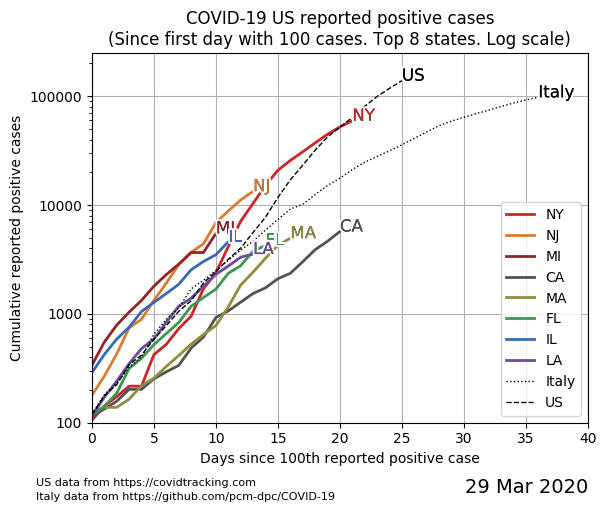 COVID-19 US reported positive cases
(Since first day with 100 cases. Top 8 states. Log scale)
Cumulative reported positive cases
100000
10000
1000
100
US
Italy
NY
NJ
MI
IL
CA
MA
FL
LA
NY
NJ
MI
CA
MA
FL
IL
LA
Italy
US
0 5 10 15 20 25 30 35 40
Days since 100th reported positive case
US data from https://covidtracking.com
Italy data from https://github.com/pcm-dpc/COVID-19
29 Mar 2020